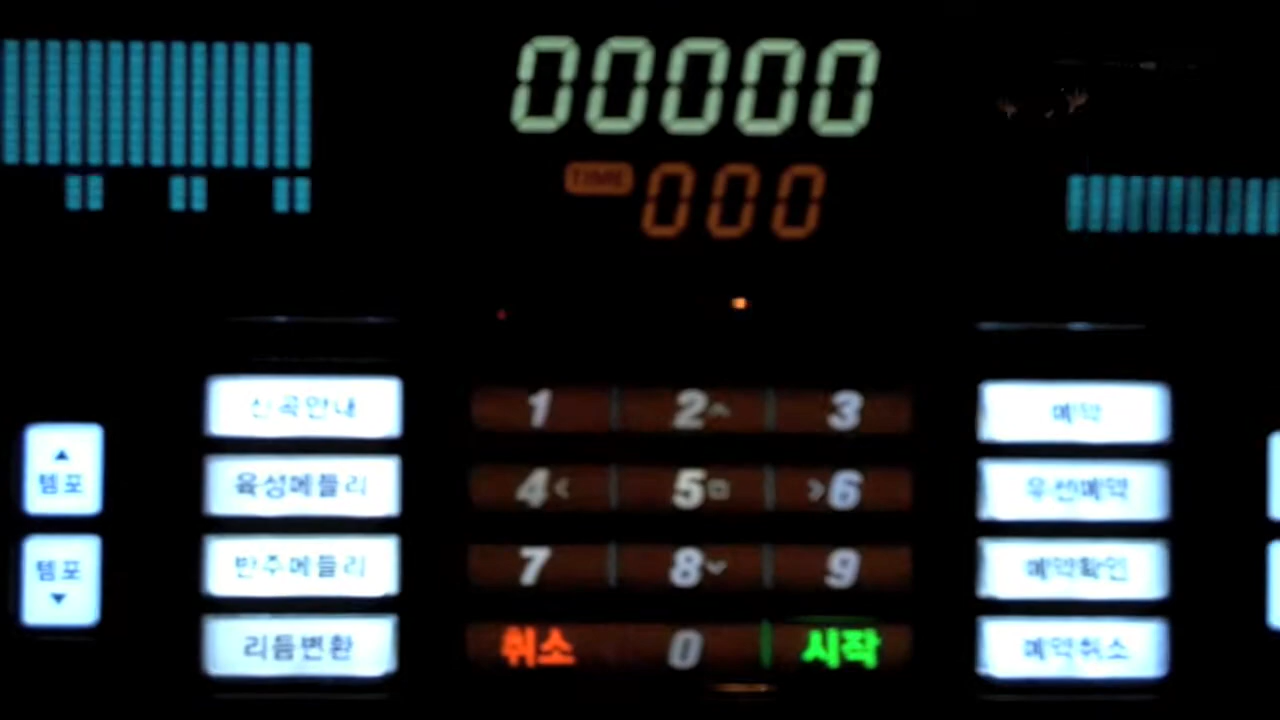 00000
TIME 000
신곡안내 1 2 3 예약
템포 육성메들리 4 5 6 우선예약
템포 반주메들리 7 8 9 예약확인
리듬변환 취소 0 시작 예약취소